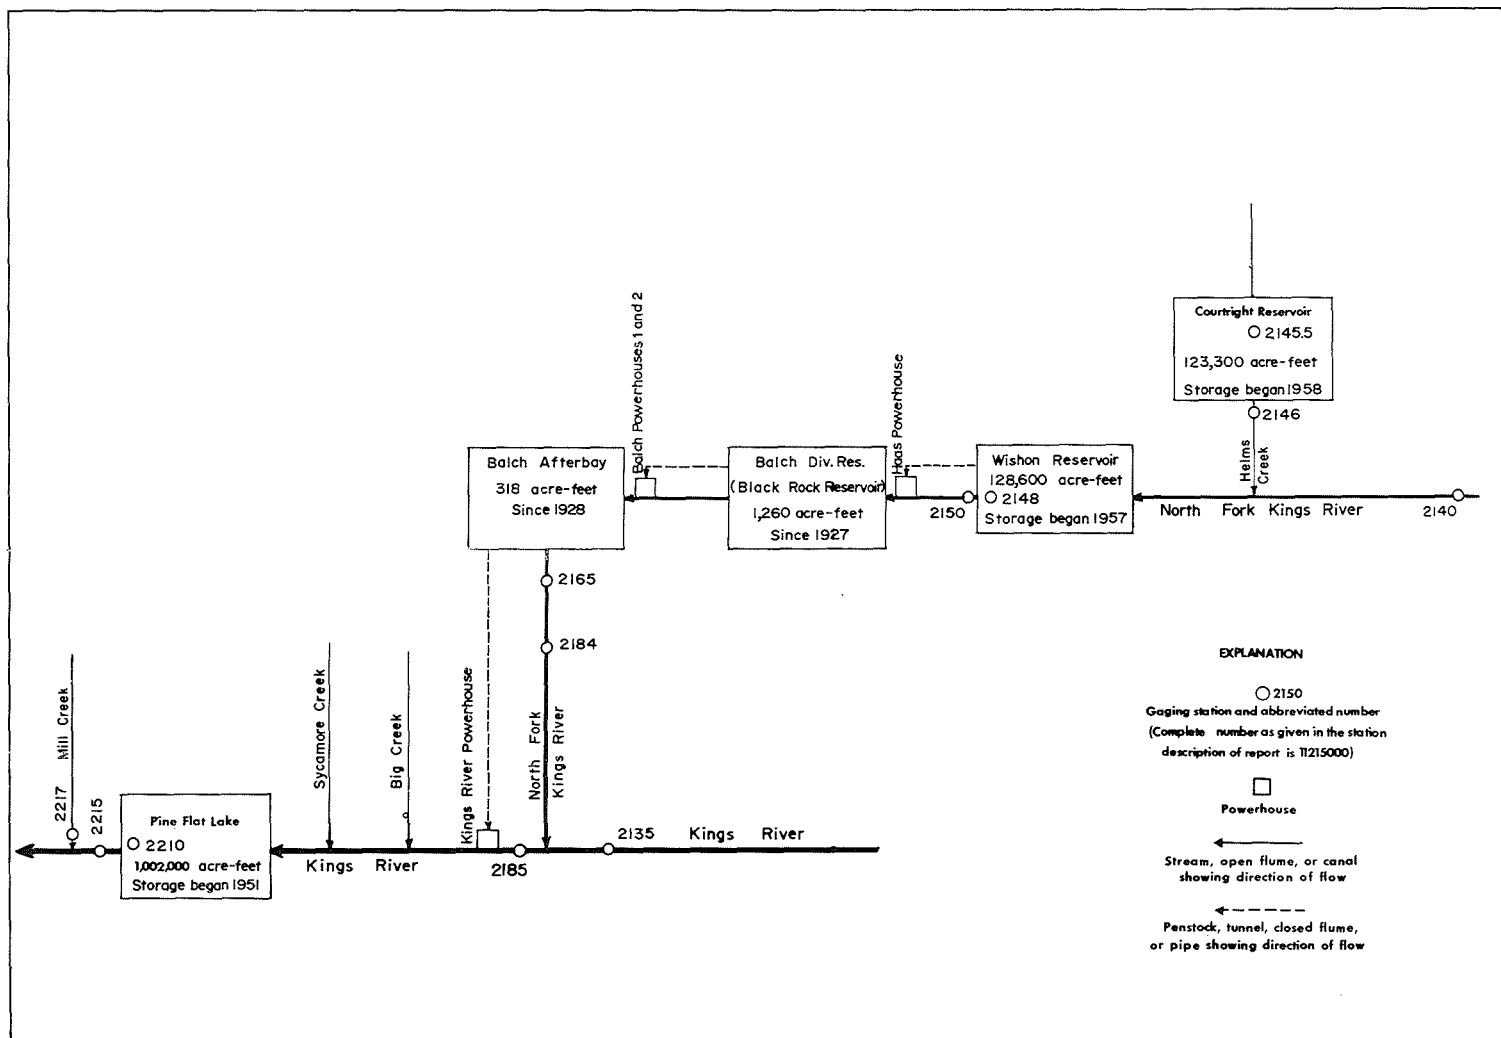 Courtright Reservoir
2145.5
123,300 acre-feet
Storage began 1958
2146
Helms
Creek
Balch Powerhouses 1 and 2
Haas Powerhouse
Balch Afterbay
318 acre-feet
Since 1928
Balch Div. Res.
(Black Rock Reservoir)
1,260 acre-feet
Since 1927
2150
Wishon Reservoir
128,600 acre-feet
2148
Storage began 1957
North Fork Kings River
2140
2165
2184
North Fork
Kings River
Kings River Powerhouse
Big Creek
Sycamore Creek
Mill Creek
2217
2215
Pine Flat Lake
2210
1,002,000 acre-feet
Storage began 1951
Kings River
2185
2135 Kings River
EXPLANATION
2150
Gaging station and abbreviated number
(Complete number as given in the station
description of report is 11215000)
Powerhouse
Stream, open flume, or canal
showing direction of flow
Penstock, tunnel, closed flume,
or pipe showing direction of flow